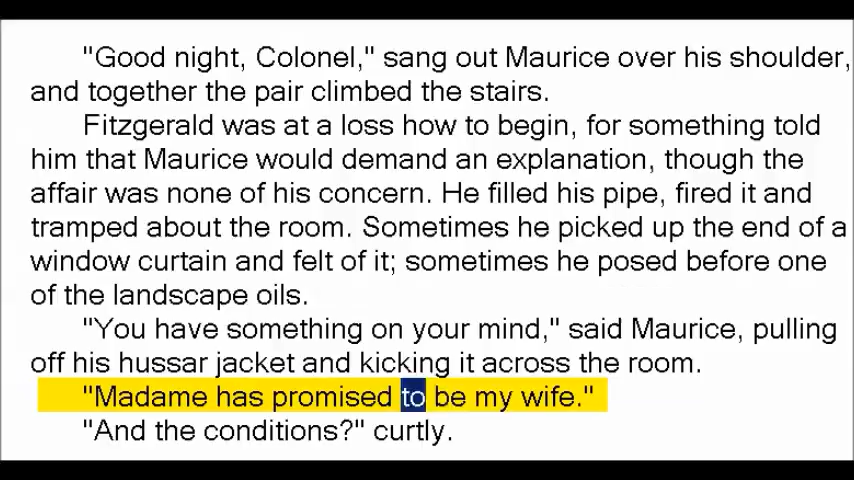 "Good night, Colonel," sang out Maurice over his shoulder,
and together the pair climbed the stairs.
Fitzgerald was at a loss how to begin, for something told
him that Maurice would demand an explanation, though the
affair was none of his concern. He filled his pipe, fired it and
tramped about the room. Sometimes he picked up the end of a
window curtain and felt of it; sometimes he posed before one
of the landscape oils.
"You have something on your mind," said Maurice, pulling
off his hussar jacket and kicking it across the room.
"Madame has promised to be my wife."
"And the conditions?" curtly.